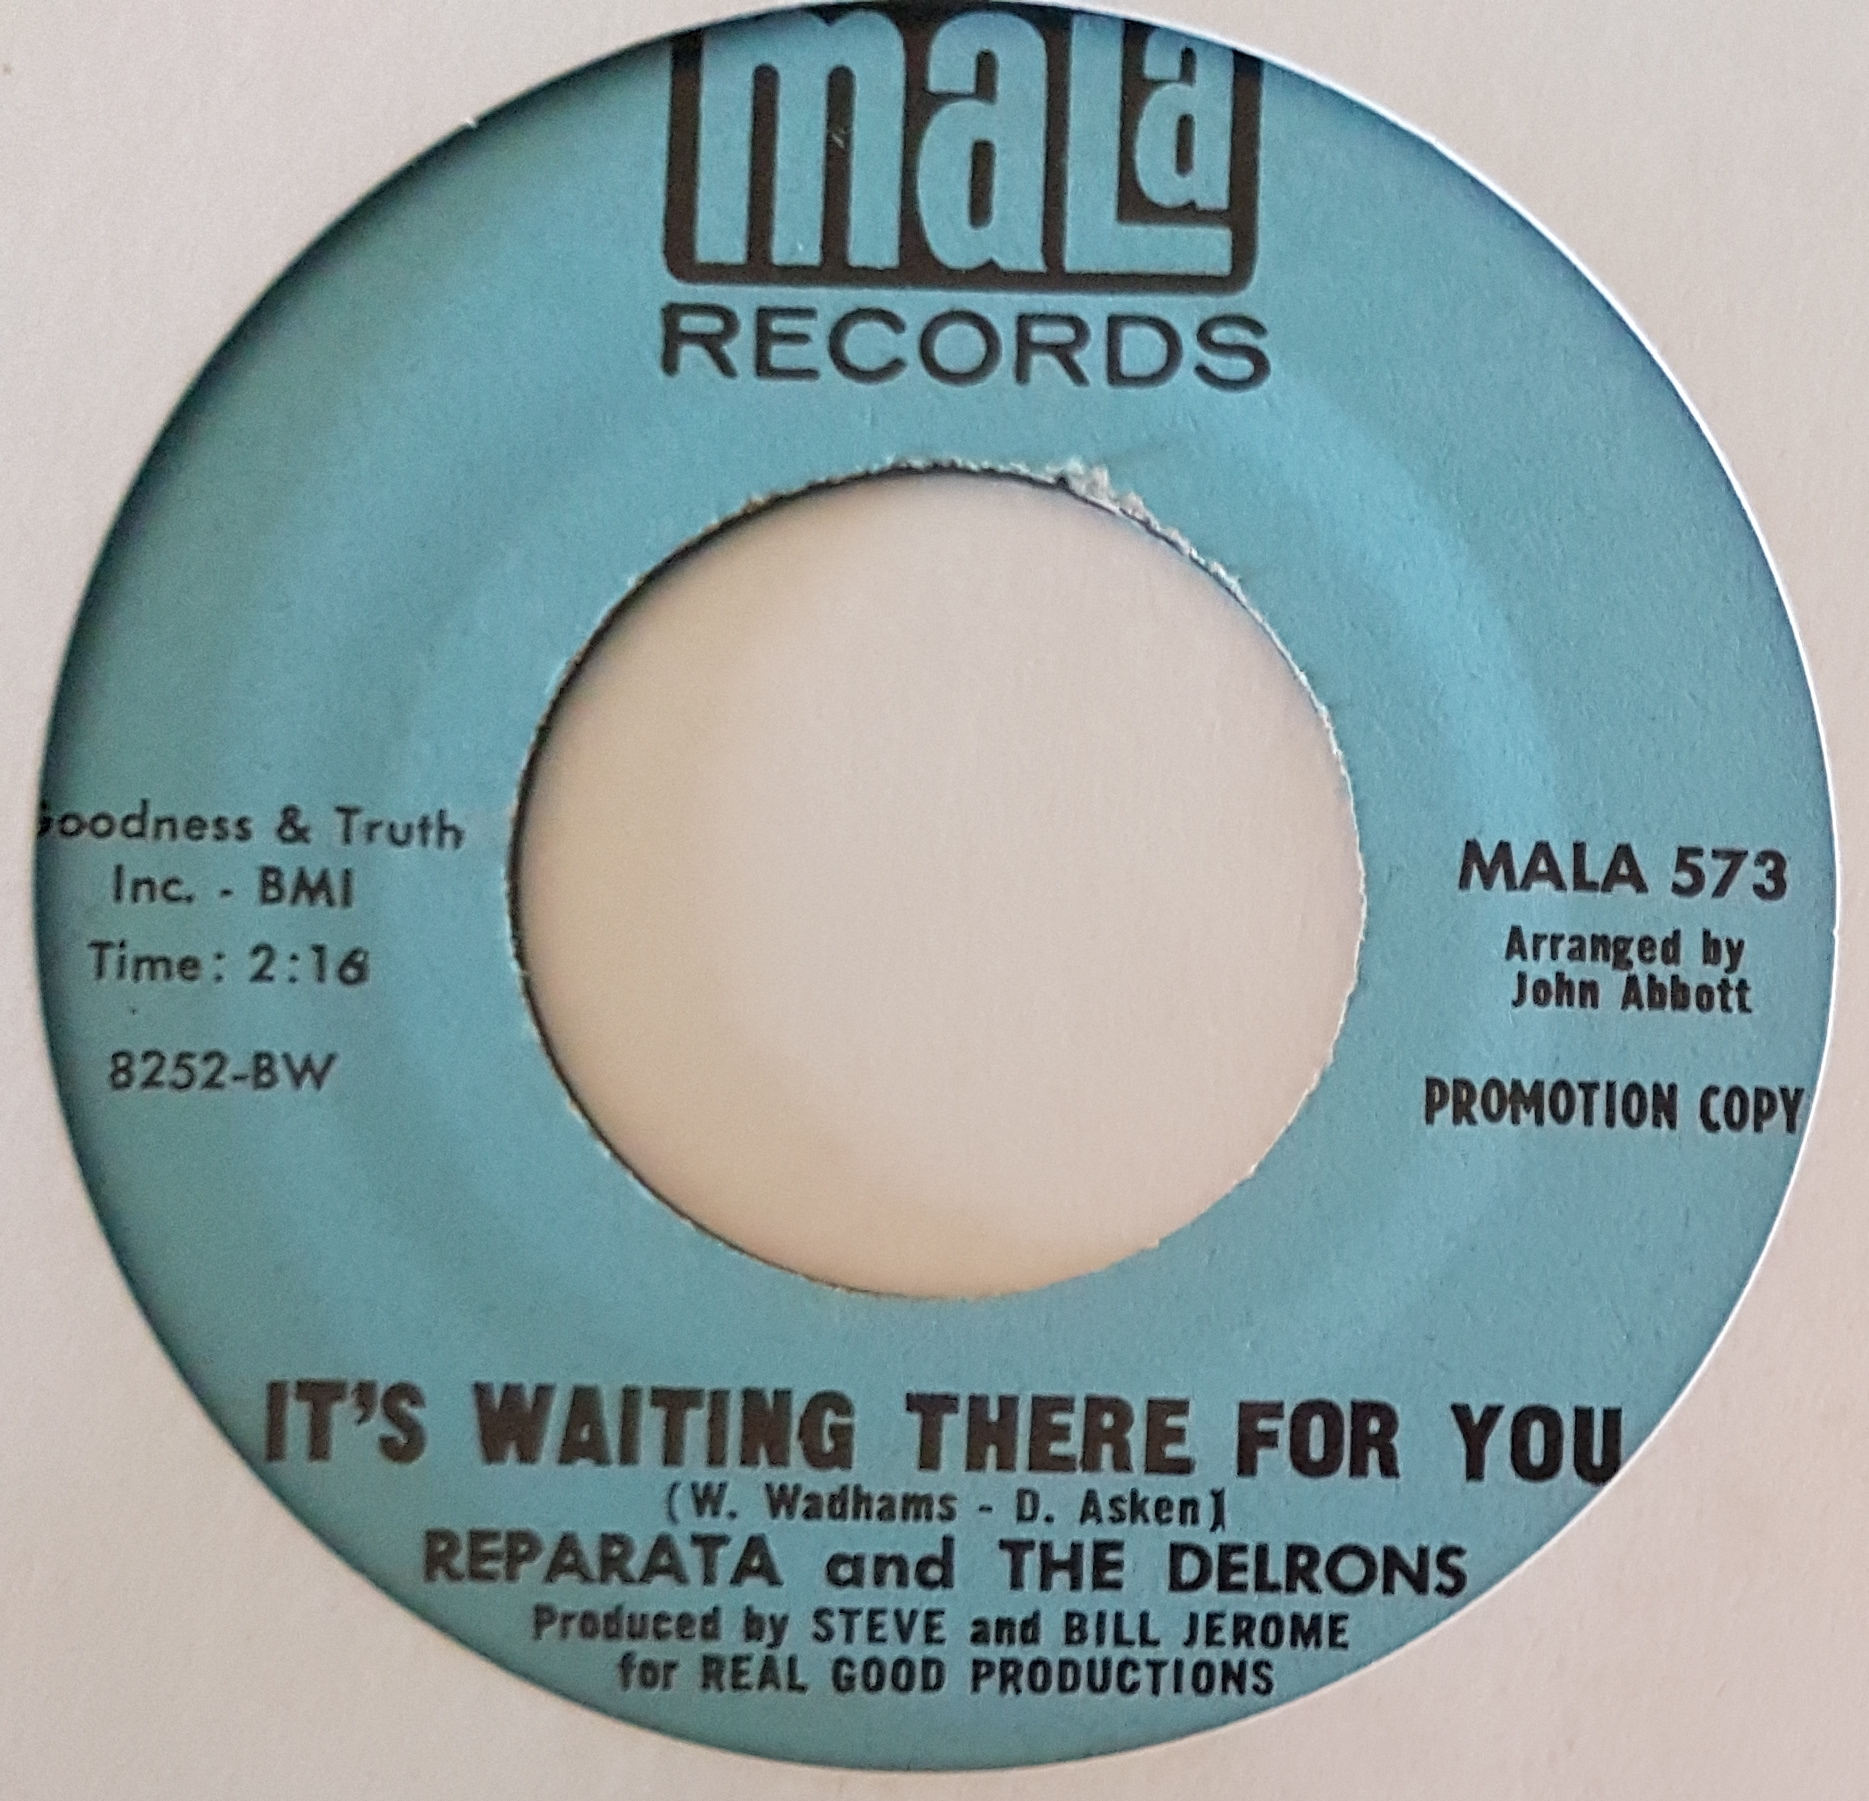 maLa
RECORDS
oodness & Truth
Inc. - BMI
Time: 2:16
8252-BW
MALA 573
Arranged by
John Abbott
PROMOTION COPY
IT'S WAITING THERE FOR YOU
(W. Wadhams - D. Asken)
REPARATA and THE DELRONS
Produced by STEVE and BILL JEROME
for REAL GOOD PRODUCTIONS